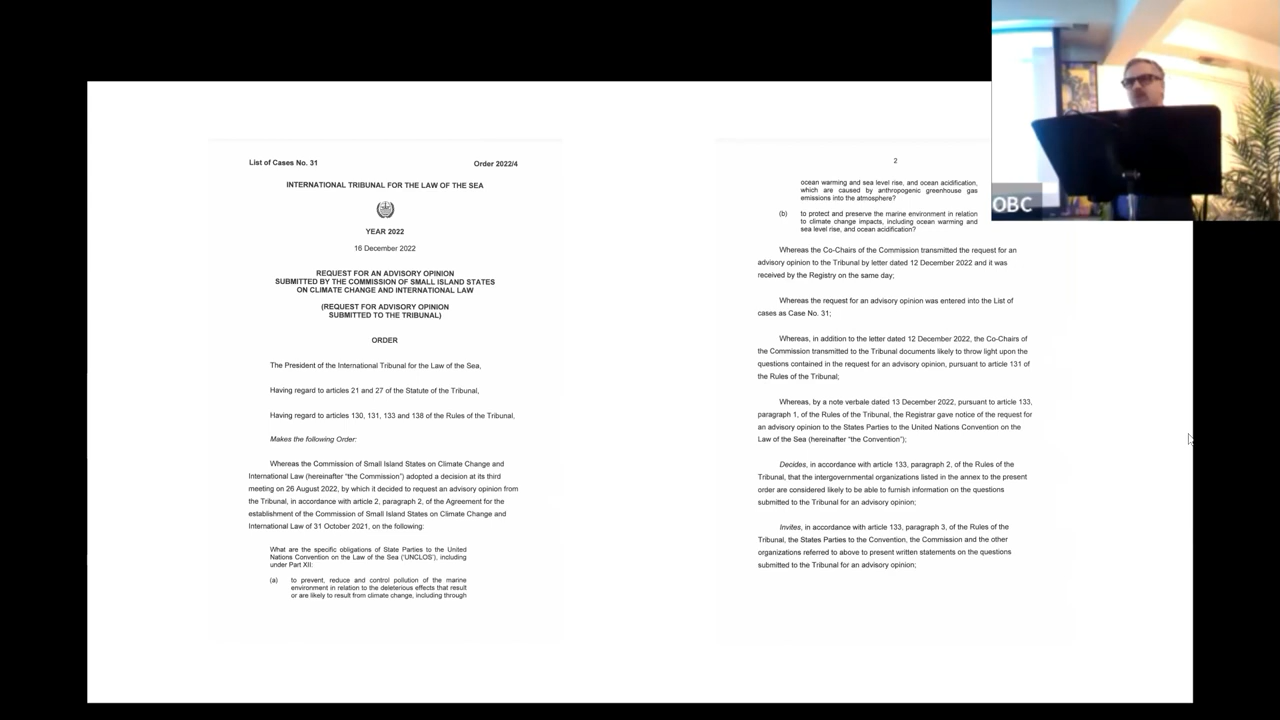 List of Cases No. 31
Order 2022/4
INTERNATIONAL TRIBUNAL FOR THE LAW OF THE SEA
YEAR 2022
16 December 2022
REQUEST FOR AN ADVISORY OPINION
SUBMITTED BY THE COMMISSION OF SMALL ISLAND STATES
ON CLIMATE CHANGE AND INTERNATIONAL LAW
(REQUEST FOR ADVISORY OPINION
SUBMITTED TO THE TRIBUNAL)
ORDER
The President of the International Tribunal for the Law of the Sea,
Having regard to articles 21 and 27 of the Statute of the Tribunal,
Having regard to articles 130, 131, 133 and 138 of the Rules of the Tribunal,
Makes the following Order:
Whereas the Commission of Small Island States on Climate Change and
International Law (hereinafter “the Commission”) adopted a decision at its third
meeting on 26 August 2022, by which it decided to request an advisory opinion from
the Tribunal, in accordance with article 2, paragraph 2, of the Agreement for the
establishment of the Commission of Small Island States on Climate Change and
International Law of 31 October 2021, on the following:
What are the specific obligations of State Parties to the United
Nations Convention on the Law of the Sea (‘UNCLOS’), including
under Part XII:
(a) to prevent, reduce and control pollution of the marine
environment in relation to the deleterious effects that result
or are likely to result from climate change, including through
2
ocean warming and sea level rise, and ocean acidification,
which are caused by anthropogenic greenhouse gas
emissions into the atmosphere?
(b) to protect and preserve the marine environment in relation
to climate change impacts, including ocean warming and
sea level rise, and ocean acidification?
Whereas the Co-Chairs of the Commission transmitted the request for an
advisory opinion to the Tribunal by letter dated 12 December 2022 and it was
received by the Registry on the same day;
Whereas the request for an advisory opinion was entered into the List of
cases as Case No. 31;
Whereas, in addition to the letter dated 12 December 2022, the Co-Chairs of
the Commission transmitted to the Tribunal documents likely to throw light upon the
questions contained in the request for an advisory opinion, pursuant to article 131 of
the Rules of the Tribunal;
Whereas, by a note verbale dated 13 December 2022, pursuant to article 133,
paragraph 1, of the Rules of the Tribunal, the Registrar gave notice of the request for
an advisory opinion to the States Parties to the United Nations Convention on the
Law of the Sea (hereinafter “the Convention”);
Decides, in accordance with article 133, paragraph 2, of the Rules of the
Tribunal, that the intergovernmental organizations listed in the annex to the present
order are considered likely to be able to furnish information on the questions
submitted to the Tribunal for an advisory opinion;
Invites, in accordance with article 133, paragraph 3, of the Rules of the
Tribunal, the States Parties to the Convention, the Commission and the other
organizations referred to above to present written statements on the questions
submitted to the Tribunal for an advisory opinion;
OBC